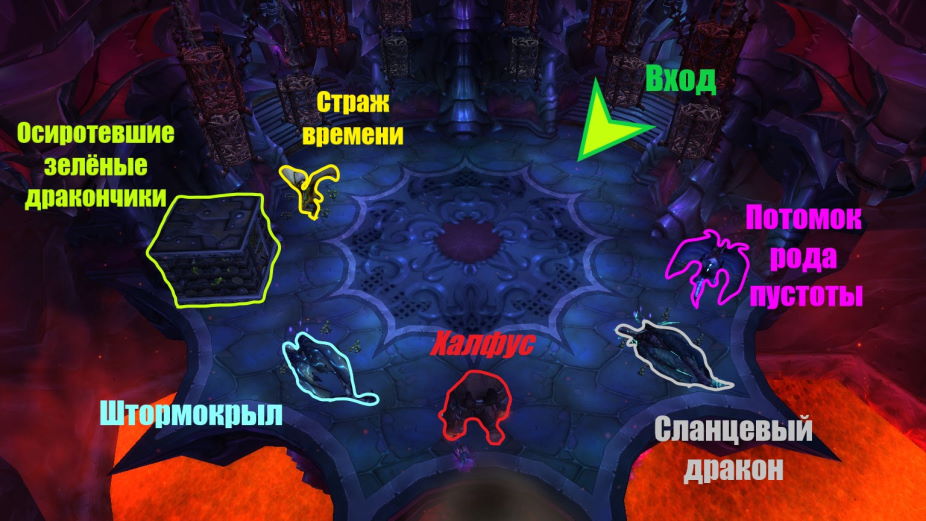 Вход
Страж
времени
Осиротевшие
зелёные
дракончики
Потомок
рода
пустоты
Халфус
Штормокрыл
Сланцевый
дракон